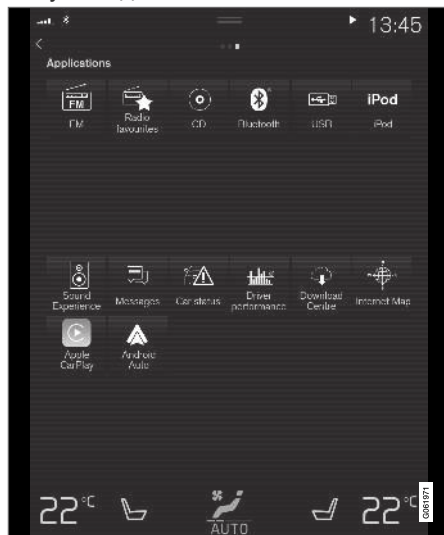 13:45
Applications
FM
iPod
FM
Radio
favourites
CD
Bluetooth
USB
iPod
Sound
Experience
Messages
Car status
Driver
performance
Download
Centre
Internet Map
Apple
CarPlay
Android
Auto
22°C
22°C
AUTO
G061971